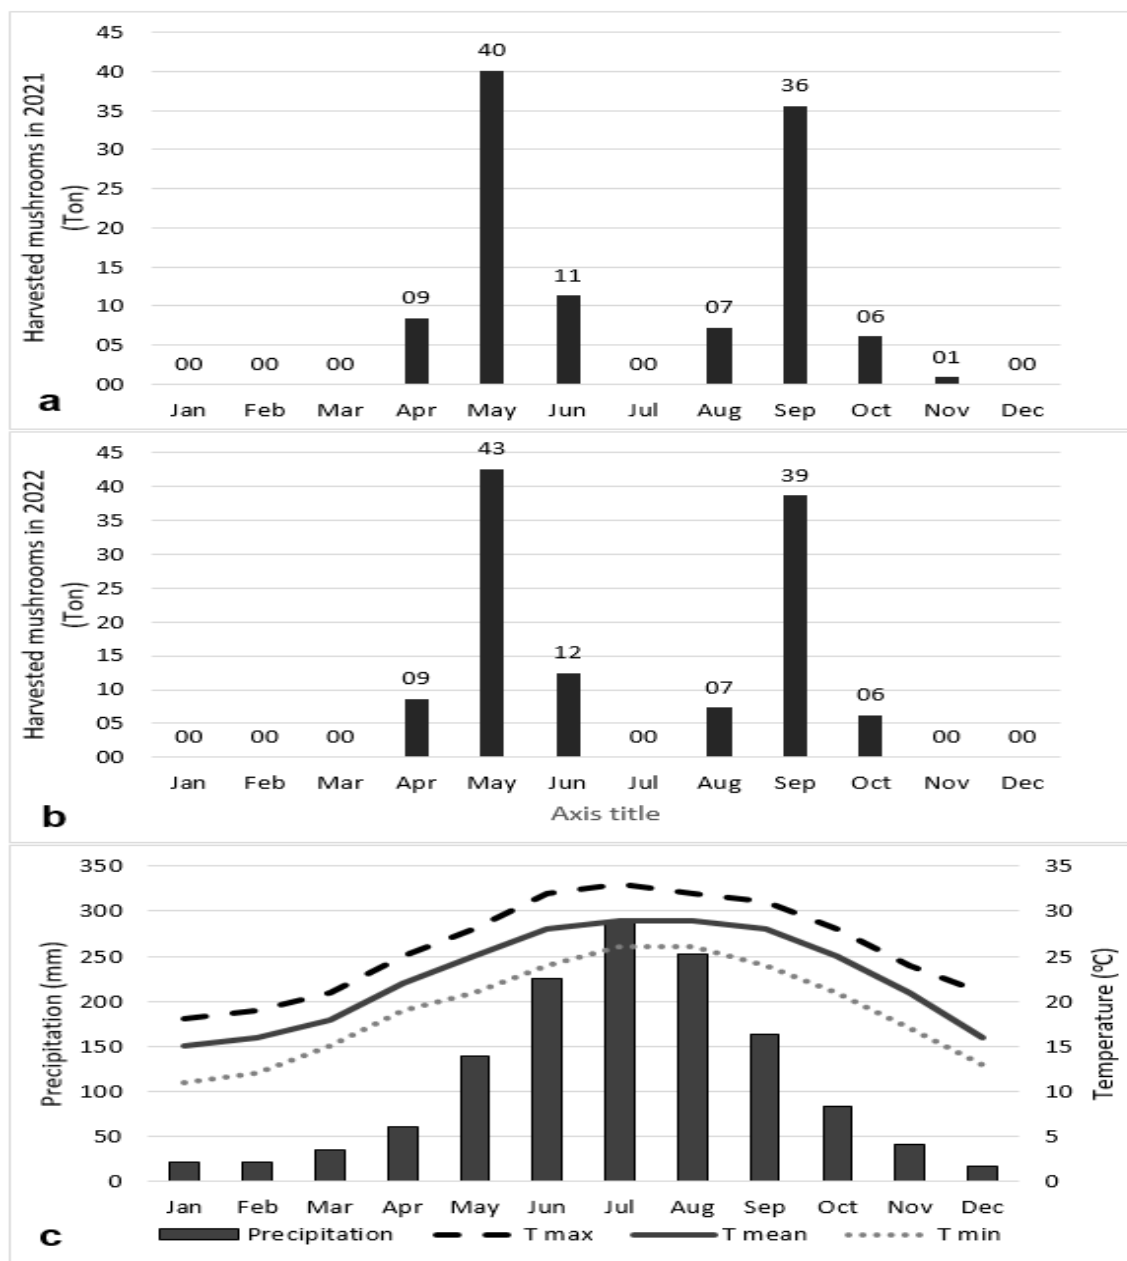 Harvested mushrooms in 2021
(Ton)
45
40
35
30
25
20
15
10
05
00
00 00 00 09 40 11 00 07 36 06 01 00
Jan Feb Mar Apr May Jun Jul Aug Sep Oct Nov Dec
a
Harvested mushrooms in 2022
(Ton)
45
40
35
30
25
20
15
10
05
00
00 00 00 09 43 12 00 07 39 06 00 00
Jan Feb Mar Apr May Jun Jul Aug Sep Oct Nov Dec
Axis title
b
Precipitation (mm)
350
300
250
200
150
100
50
0
Temperature (ºC)
35
30
25
20
15
10
5
0
Jan Feb Mar Apr May Jun Jul Aug Sep Oct Nov Dec
c
Precipitation T max T mean T min